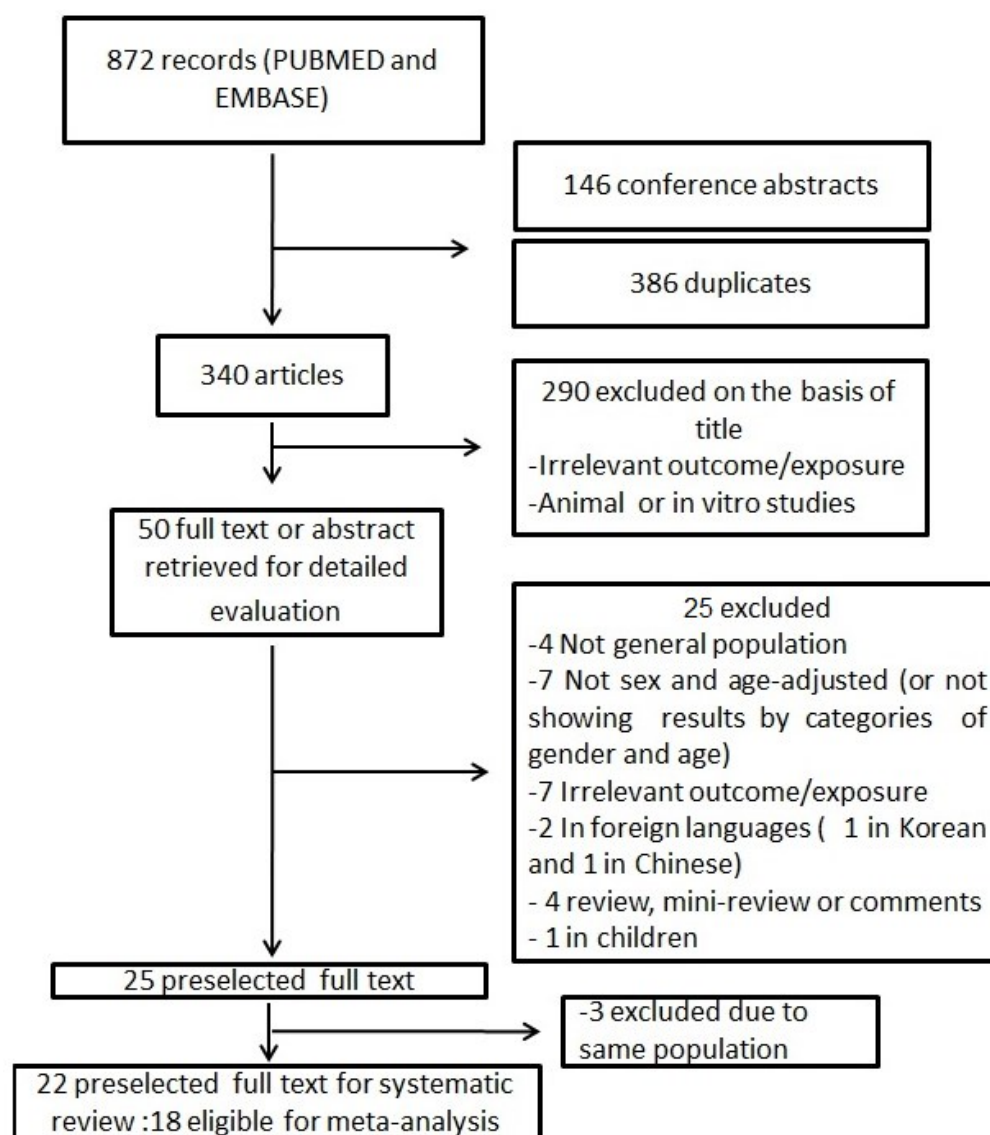 872 records (PUBMED and
EMBASE)
146 conference abstracts
386 duplicates
340 articles
290 excluded on the basis of
title
-Irrelevant outcome/exposure
-Animal or in vitro studies
50 full text or abstract
retrieved for detailed
evaluation
25 excluded
-4 Not general population
-7 Not sex and age-adjusted (or not
showing results by categories of
gender and age)
-7 Irrelevant outcome/exposure
-2 In foreign languages ( 1 in Korean
and 1 in Chinese)
- 4 review, mini-review or comments
- 1 in children
25 preselected full text
-3 excluded due to
same population
22 preselected full text for systematic
review :18 eligible for meta-analysis